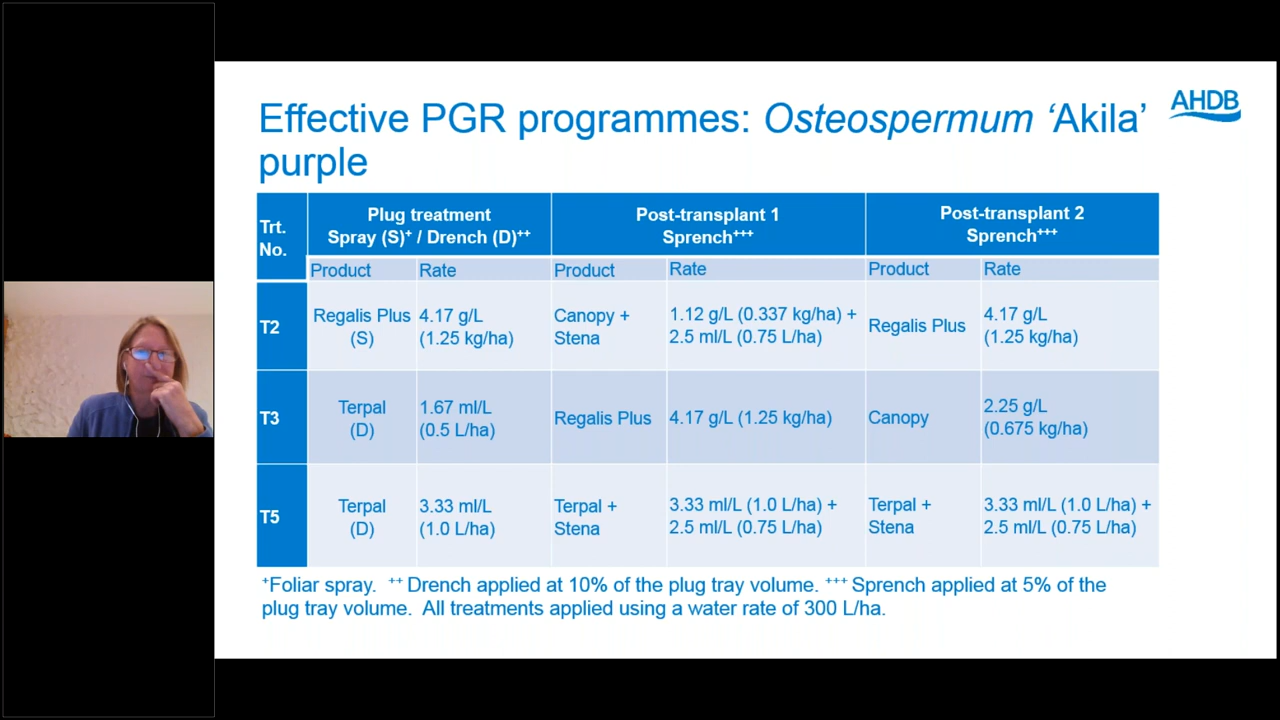 Effective PGR programmes: Osteospermum ‘Akila’
purple
AHDB
Trt.
No.
Plug treatment
Spray (S)⁺ / Drench (D)⁺⁺
Post-transplant 1
Sprench⁺⁺⁺
Post-transplant 2
Sprench⁺⁺⁺
Product Rate Product Rate Product Rate
T2
Regalis Plus
(S)
4.17 g/L
(1.25 kg/ha)
Canopy +
Stena
1.12 g/L (0.337 kg/ha) +
2.5 ml/L (0.75 L/ha)
Regalis Plus
4.17 g/L
(1.25 kg/ha)
T3
Terpal
(D)
1.67 ml/L
(0.5 L/ha)
Regalis Plus
4.17 g/L (1.25 kg/ha)
Canopy
2.25 g/L
(0.675 kg/ha)
T5
Terpal
(D)
3.33 ml/L
(1.0 L/ha)
Terpal +
Stena
3.33 ml/L (1.0 L/ha) +
2.5 ml/L (0.75 L/ha)
Terpal +
Stena
3.33 ml/L (1.0 L/ha) +
2.5 ml/L (0.75 L/ha)
⁺Foliar spray. ⁺⁺ Drench applied at 10% of the plug tray volume. ⁺⁺⁺ Sprench applied at 5% of the
plug tray volume. All treatments applied using a water rate of 300 L/ha.